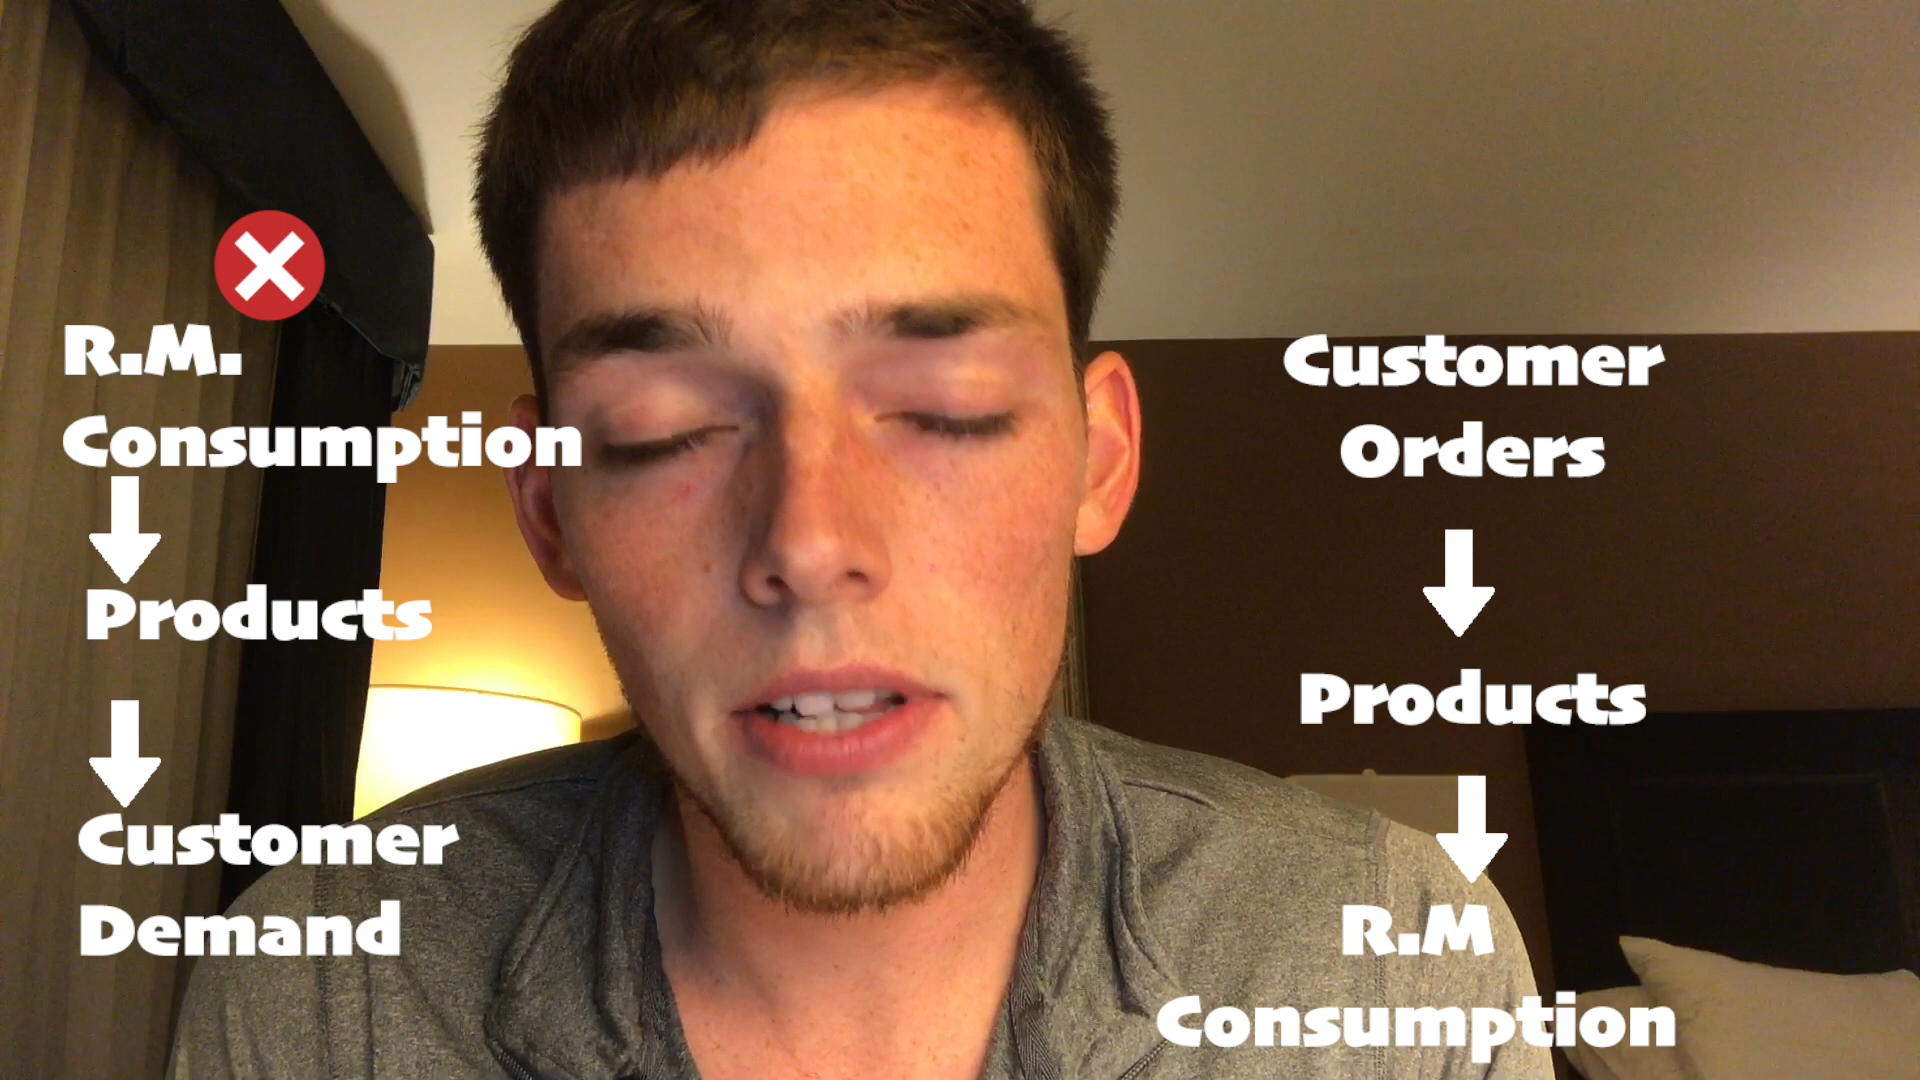 R.M.
Consumption
Products
Customer
Demand
Customer
Orders
Products
R.M
Consumption